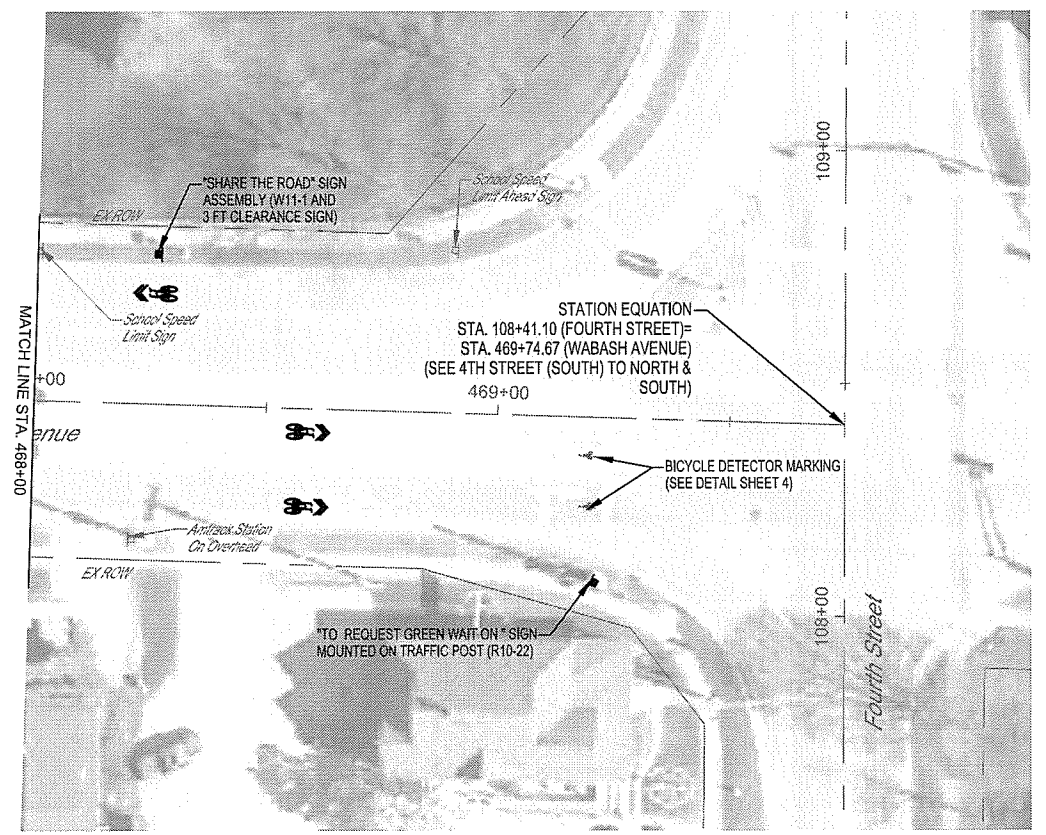 "SHARE THE ROAD" SIGN
ASSEMBLY (W11-1 AND
3 FT CLEARANCE SIGN)
EX ROW
School Speed
Limit Ahead Sign
109+00
School Speed
Limit Sign
MATCH LINE STA. 468+00
+00
STATION EQUATION
STA. 108+41.10 (FOURTH STREET)=
STA. 469+74.67 (WABASH AVENUE)
(SEE 4TH STREET (SOUTH) TO NORTH &
SOUTH)
469+00
enue
BICYCLE DETECTOR MARKING
(SEE DETAIL SHEET 4)
Amtrack Station
On Overhead
EX ROW
"TO REQUEST GREEN WAIT ON " SIGN
MOUNTED ON TRAFFIC POST (R10-22)
108+00
Fourth Street